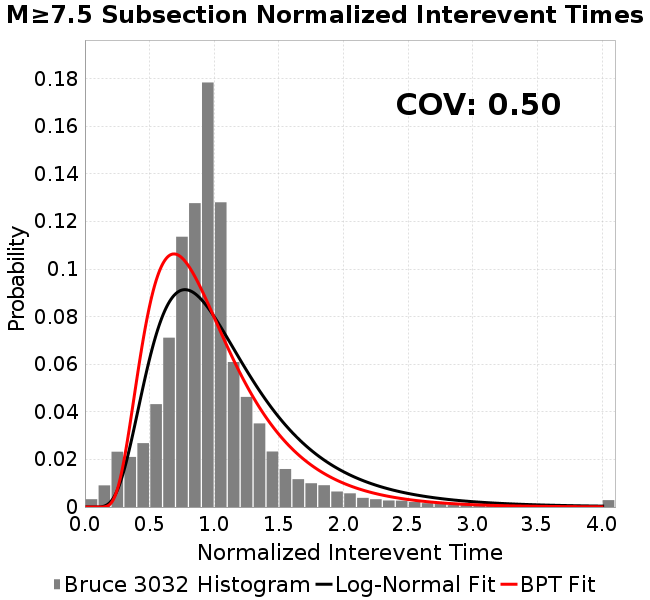 M≥7.5 Subsection Normalized Interevent Times
COV: 0.50
Probability
0.18
0.16
0.14
0.12
0.1
0.08
0.06
0.04
0.02
0
0.0 0.5 1.0 1.5 2.0 2.5 3.0 3.5 4.0
Normalized Interevent Time
Bruce 3032 Histogram Log-Normal Fit BPT Fit